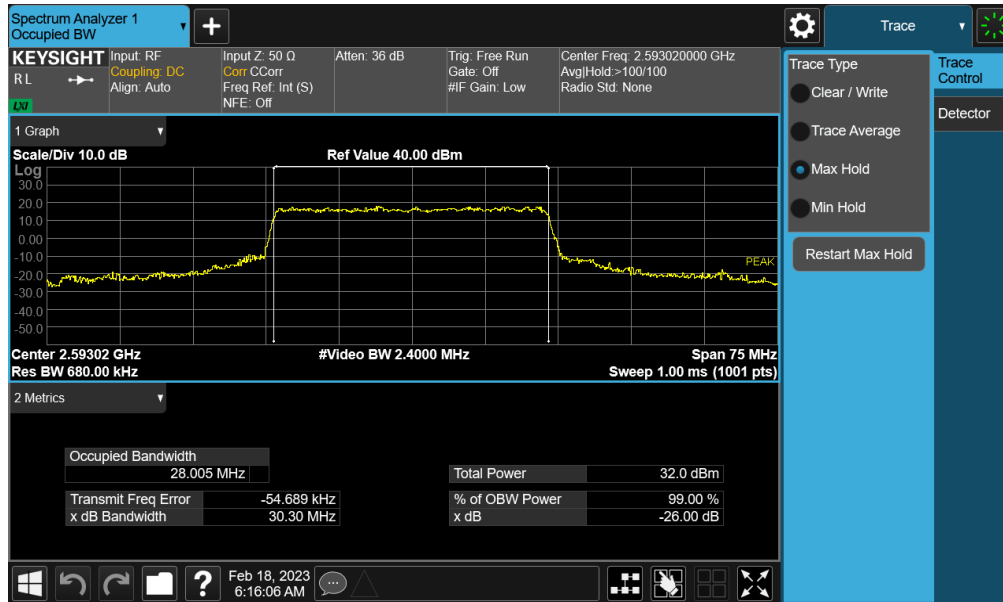 Spectrum Analyzer 1
Occupied BW
+
Trace
KEYSIGHT
R L
LXI
Input: RF
Coupling: DC
Align: Auto
Input Z: 50 Ω
Corr CCorr
Freq Ref: Int (S)
NFE: Off
Atten: 36 dB
Trig: Free Run
Gate: Off
#IF Gain: Low
Center Freq: 2.593020000 GHz
Avg|Hold:>100/100
Radio Std: None
Trace Type
Clear / Write
Trace Average
Max Hold
Min Hold
Restart Max Hold
Trace
Control
Detector
1 Graph
Scale/Div 10.0 dB
Ref Value 40.00 dBm
Log
30.0
20.0
10.0
0.00
-10.0
-20.0
-30.0
-40.0
-50.0
PEAK
Center 2.59302 GHz
#Video BW 2.4000 MHz
Span 75 MHz
Res BW 680.00 kHz
Sweep 1.00 ms (1001 pts)
2 Metrics
Occupied Bandwidth
28.005 MHz
Total Power 32.0 dBm
Transmit Freq Error -54.689 kHz
% of OBW Power 99.00 %
x dB Bandwidth 30.30 MHz
x dB -26.00 dB
?
Feb 18, 2023
6:16:06 AM